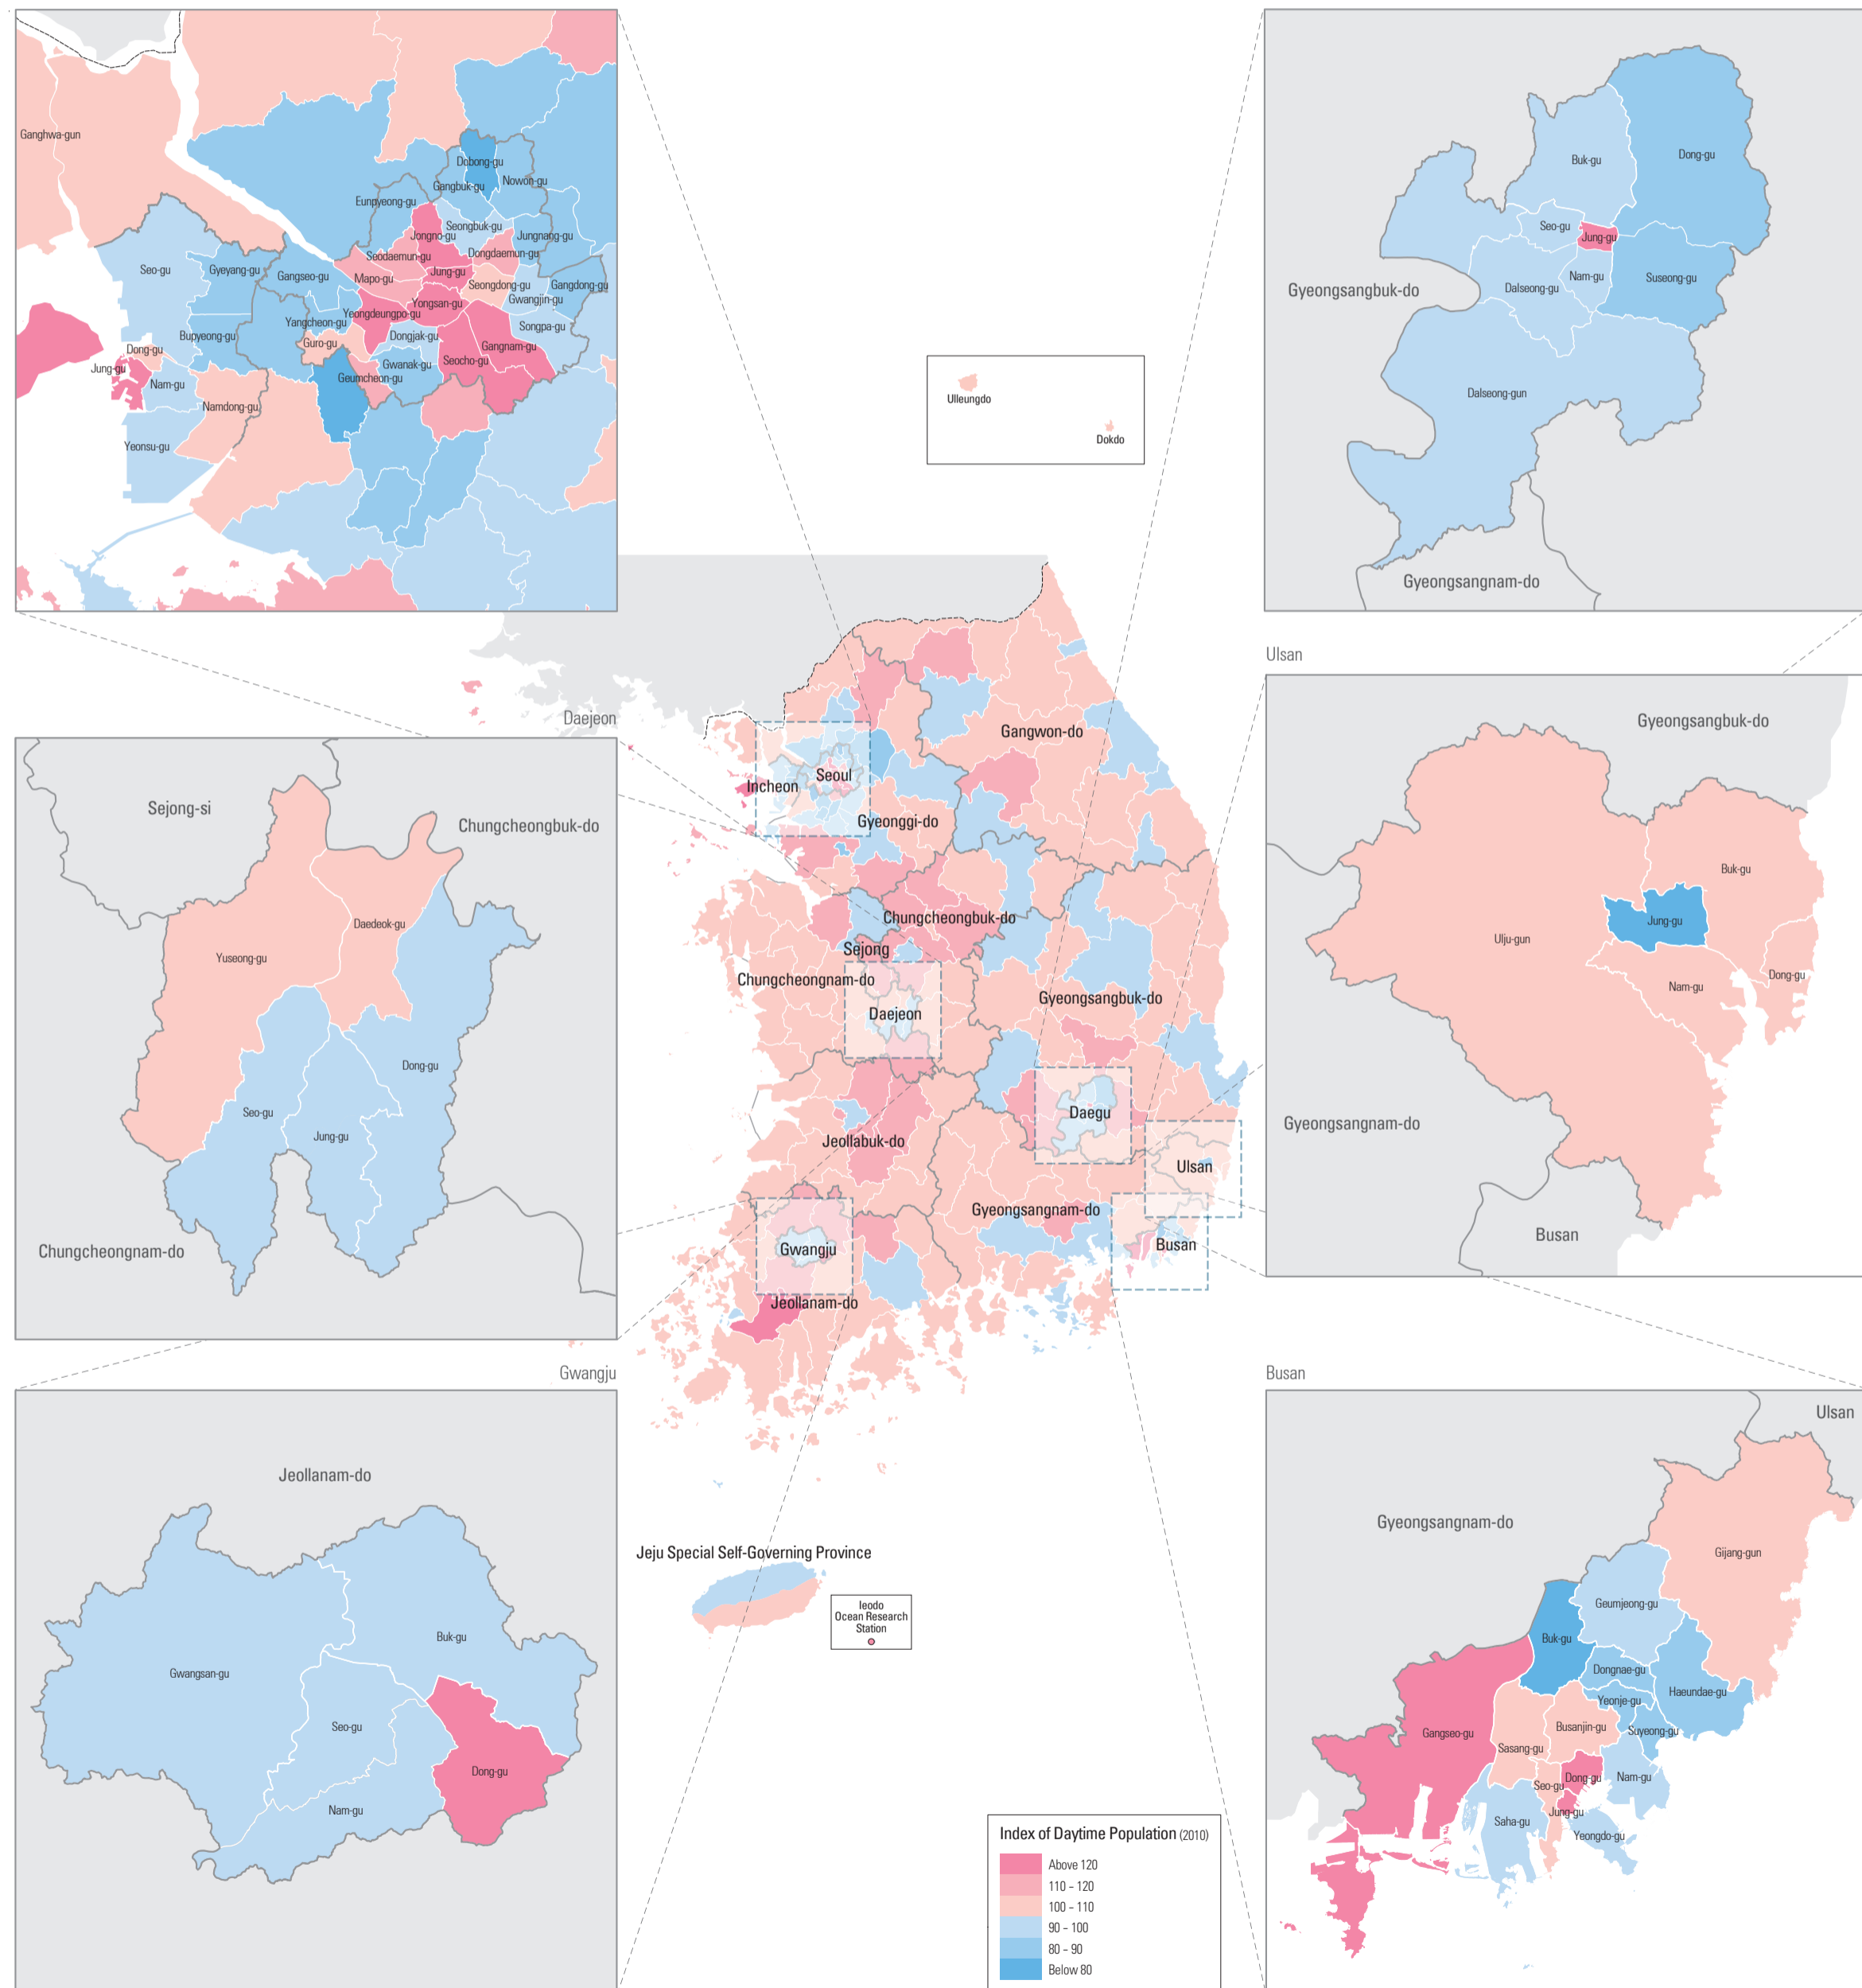 Ganghwa-gun
Dobong-gu
Nowon-gu
Gangbuk-gu
Eunpyeong-gu
Seongbuk-gu
Jongno-gu
Jungnang-gu
Seodaemun-gu
Dongdaemun-gu
Seo-gu
Gyeyang-gu
Gangseo-gu
Mapo-gu
Jung-gu
Seongdong-gu
Gangdong-gu
Gwangjin-gu
Yongsan-gu
Yeongdeungpo-gu
Yangcheon-gu
Songpa-gu
Bupyeong-gu
Dongjak-gu
Guro-gu
Gangnam-gu
Dong-gu
Seocho-gu
Gwanak-gu
Jung-gu
Geumcheon-gu
Nam-gu
Namdong-gu
Yeonsu-gu
Ulleungdo
Dokdo
Buk-gu
Dong-gu
Seo-gu
Jung-gu
Nam-gu
Suseong-gu
Dalseong-gu
Gyeongsangbuk-do
Dalseong-gun
Gyeongsangnam-do
Daejeon
Sejong-si
Chungcheongbuk-do
Daedeok-gu
Yuseong-gu
Dong-gu
Seo-gu
Jung-gu
Chungcheongnam-do
Gangwon-do
Seoul
Incheon
Gyeonggi-do
Chungcheongbuk-do
Sejong
Chungcheongnam-do
Gyeongsangbuk-do
Daejeon
Daegu
Jeollabuk-do
Ulsan
Gyeongsangnam-do
Busan
Gwangju
Jeollanam-do
Jeju Special Self-Governing Province
Ieodo
Ocean Research
Station
Ulsan
Gyeongsangbuk-do
Buk-gu
Jung-gu
Ulju-gun
Dong-gu
Nam-gu
Gyeongsangnam-do
Busan
Gwangju
Jeollanam-do
Buk-gu
Gwangsan-gu
Seo-gu
Dong-gu
Nam-gu
Busan
Ulsan
Gyeongsangnam-do
Gijang-gun
Geumjeong-gu
Buk-gu
Dongnae-gu
Haeundae-gu
Yeonje-gu
Busanjin-gu
Suyeong-gu
Gangseo-gu
Sasang-gu
Dong-gu
Nam-gu
Seo-gu
Jung-gu
Saha-gu
Yeongdo-gu
Index of Daytime Population (2010)
Above 120
110 - 120
100 - 110
90 - 100
80 - 90
Below 80